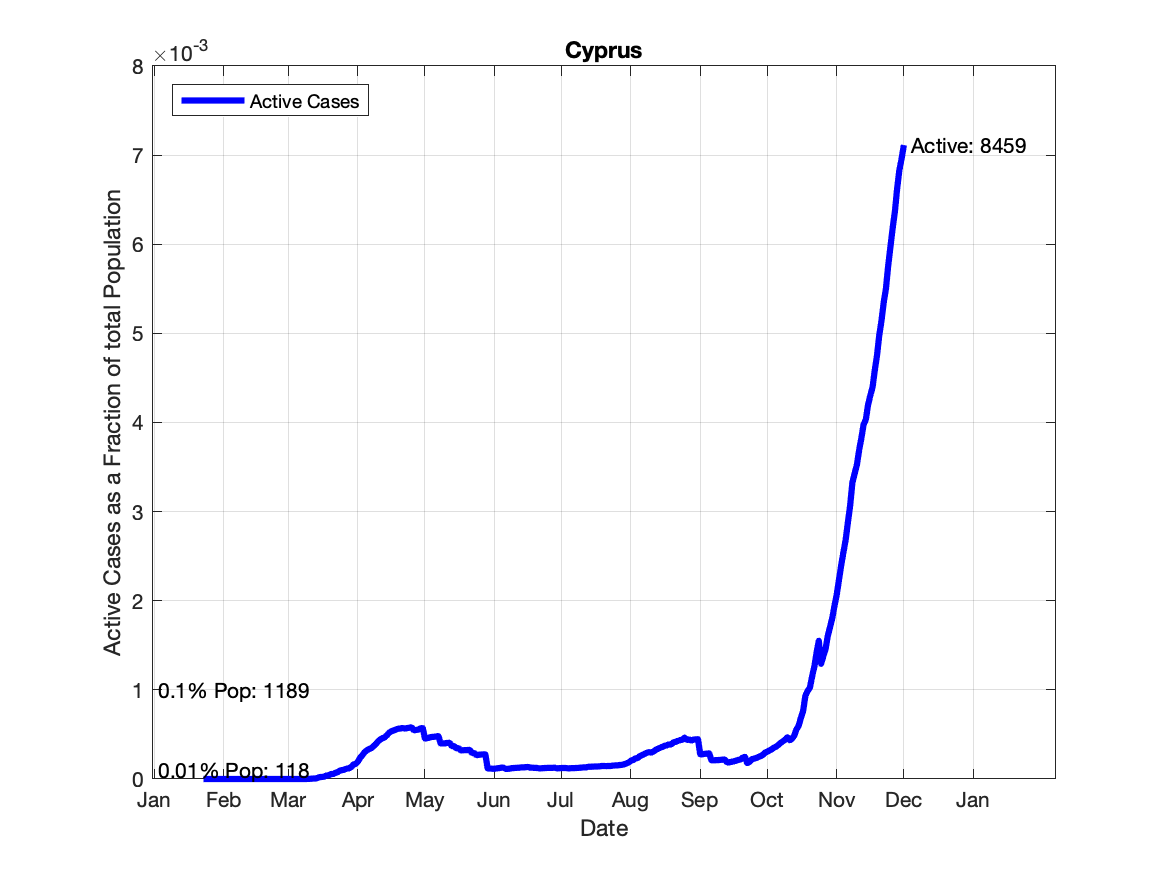 Cyprus
×10-3
Active Cases
8
7
6
5
4
3
2
1
0
Active Cases as a Fraction of total Population
Active: 8459
0.1% Pop: 1189
0.01% Pop: 118
Jan Feb Mar Apr May Jun Jul Aug Sep Oct Nov Dec Jan
Date